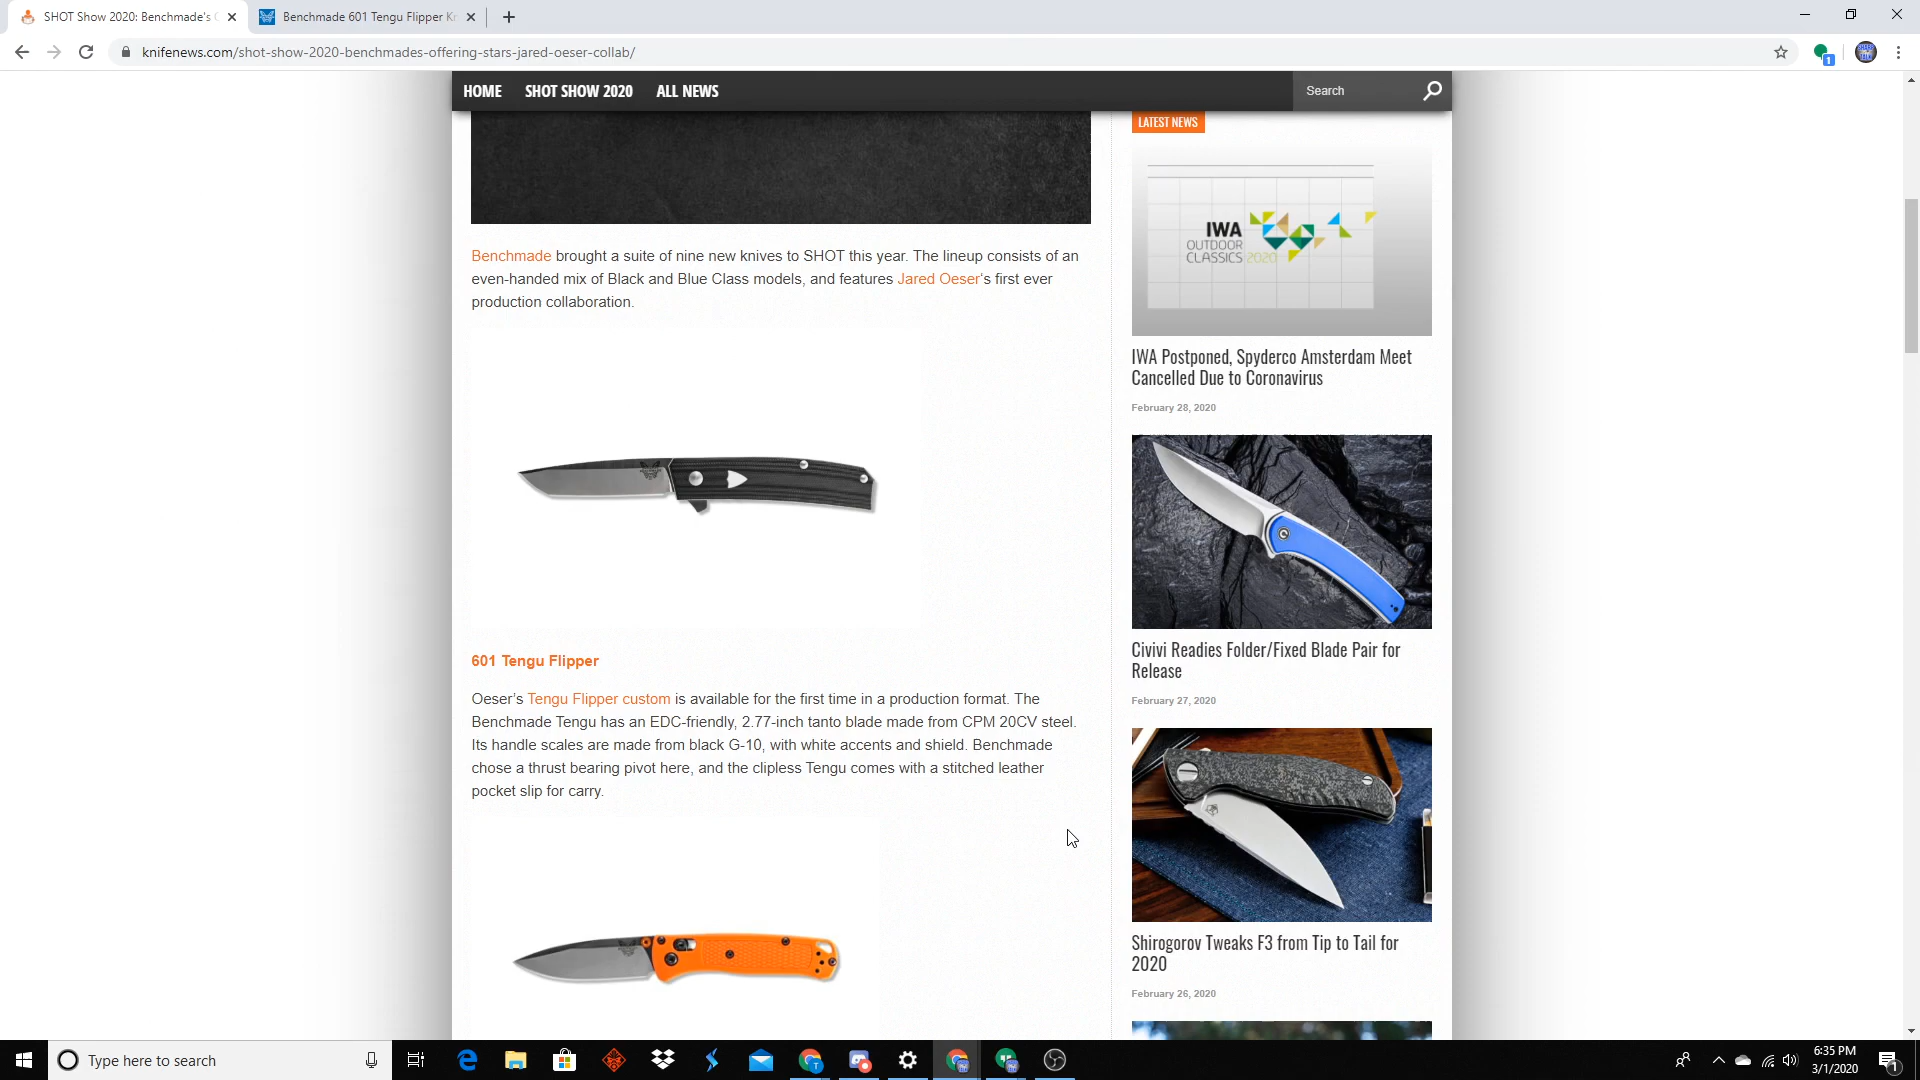 SHOT Show 2020: Benchmade's
Benchmade 601 Tengu Flipper Kn
knifenews.com/shot-show-2020-benchmades-offering-stars-jared-oeser-collab/
1
HOME
SHOT SHOW 2020
ALL NEWS
Search
Benchmade brought a suite of nine new knives to SHOT this year. The lineup consists of an
even-handed mix of Black and Blue Class models, and features Jared Oeser's first ever
production collaboration.
601 Tengu Flipper
Oeser's Tengu Flipper custom is available for the first time in a production format. The
Benchmade Tengu has an EDC-friendly, 2.77-inch tanto blade made from CPM 20CV steel.
Its handle scales are made from black G-10, with white accents and shield. Benchmade
chose a thrust bearing pivot here, and the clipless Tengu comes with a stitched leather
pocket slip for carry.
LATEST NEWS
IWA
OUTDOOR
CLASSICS 2020
IWA Postponed, Spyderco Amsterdam Meet
Cancelled Due to Coronavirus
February 28, 2020
Civivi Readies Folder/Fixed Blade Pair for
Release
February 27, 2020
Shirogorov Tweaks F3 from Tip to Tail for
2020
February 26, 2020
Type here to search
6:35 PM
3/1/2020
1